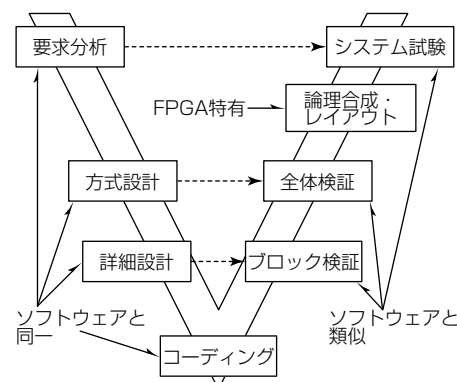 要求分析
システム試験
FPGA特有
論理合成・
レイアウト
方式設計
全体検証
詳細設計
ブロック検証
ソフトウェアと
同一
ソフトウェアと
類似
コーディング